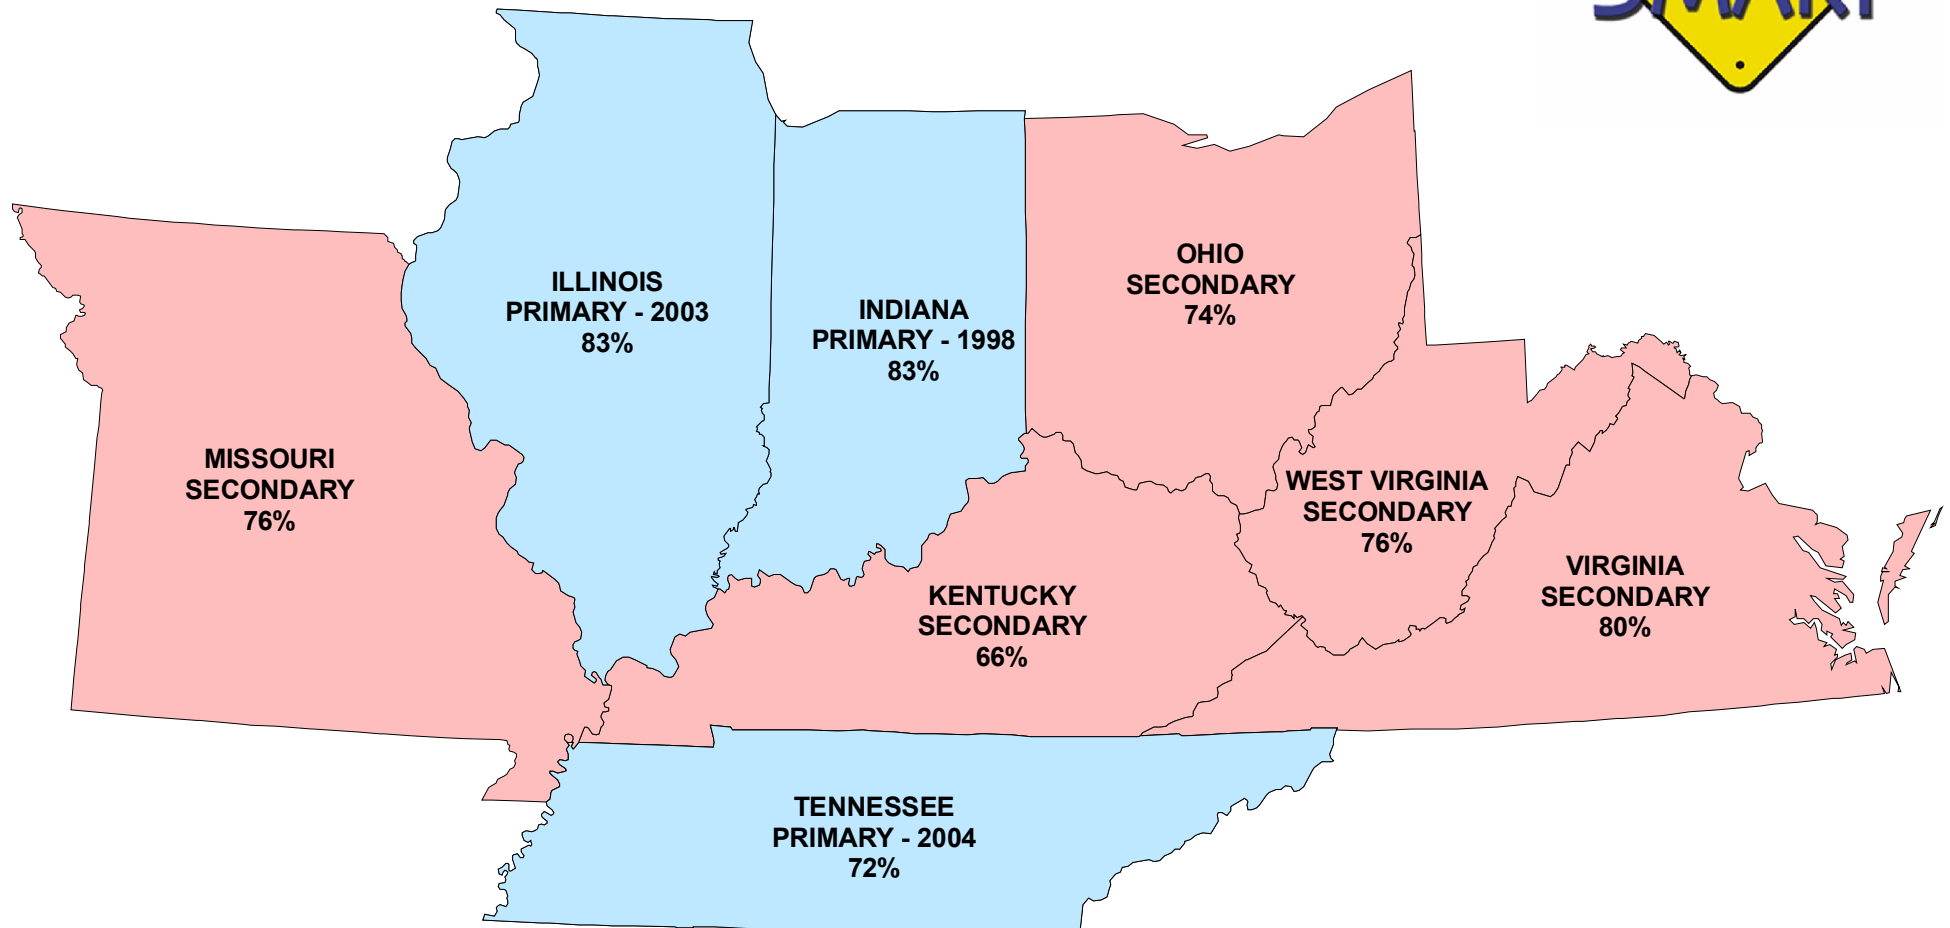 SMART
ILLINOIS
PRIMARY - 2003
83%
INDIANA
PRIMARY - 1998
83%
OHIO
SECONDARY
74%
MISSOURI
SECONDARY
76%
WEST VIRGINIA
SECONDARY
76%
VIRGINIA
SECONDARY
80%
KENTUCKY
SECONDARY
66%
TENNESSEE
PRIMARY - 2004
72%